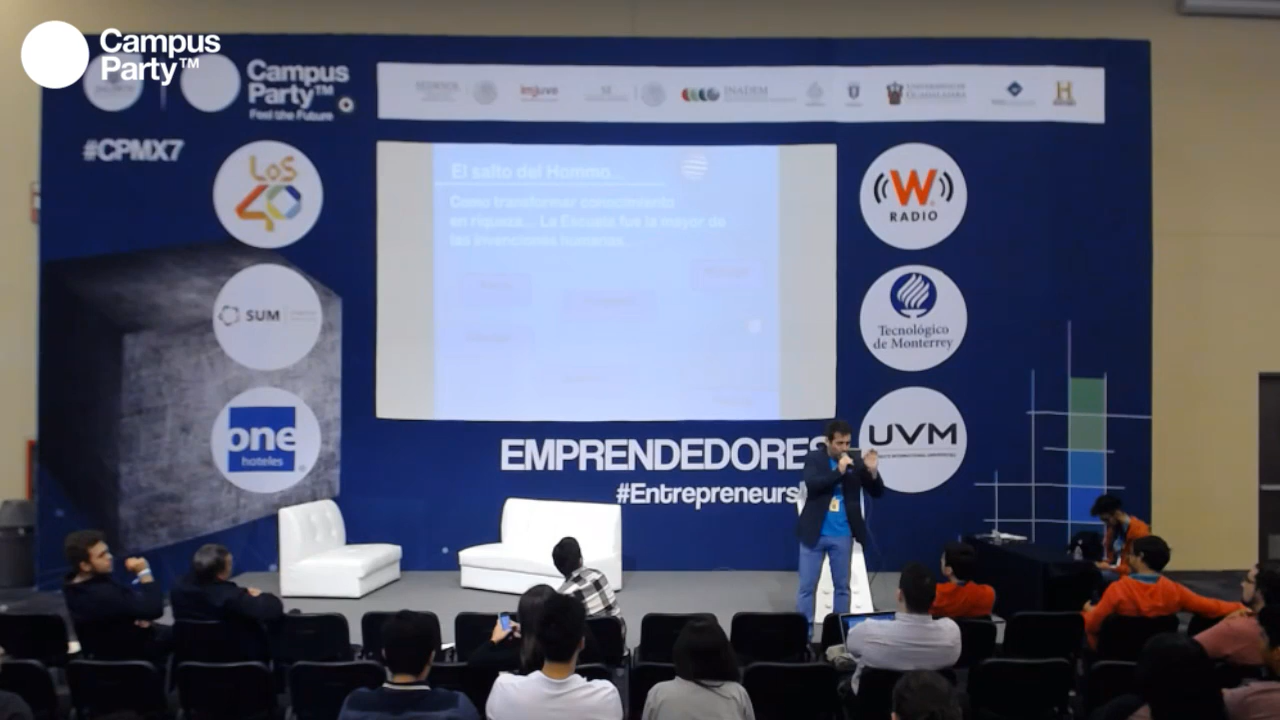 Campus
Party™
Campus
Party™
Feel the Future
#CPMX7
imjuve
INADEM
H
LOS
40
W
RADIO
El salto del Hommo...
Como transformar conocimiento
en riqueza... La Escuela fue la mayor de
las invenciones humanas.
SUM
Tecnológico
de Monterrey
one
hoteles
UVM
EMPRENDEDORES
#Entrepreneurs